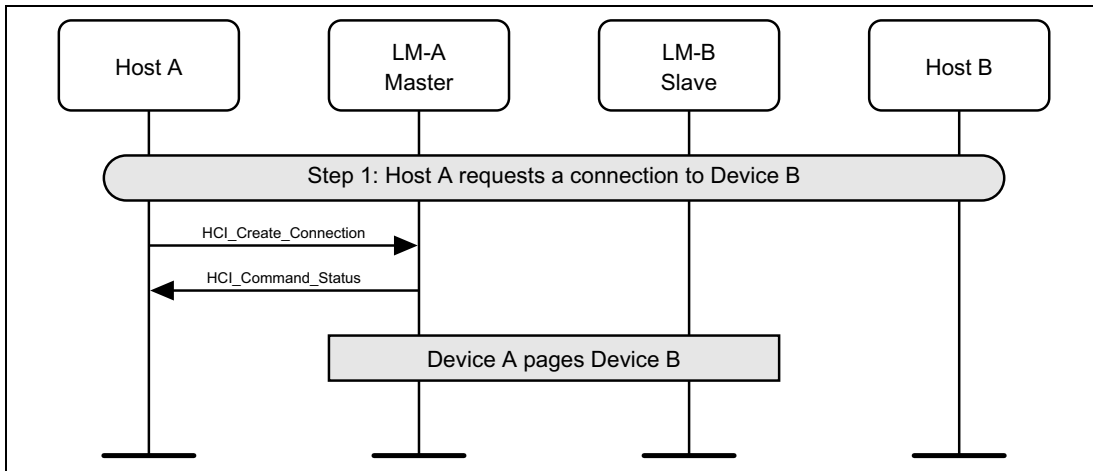 Host A
LM-A
Master
LM-B
Slave
Host B
Step 1: Host A requests a connection to Device B
HCI_Create_Connection
HCI_Command_Status
Device A pages Device B